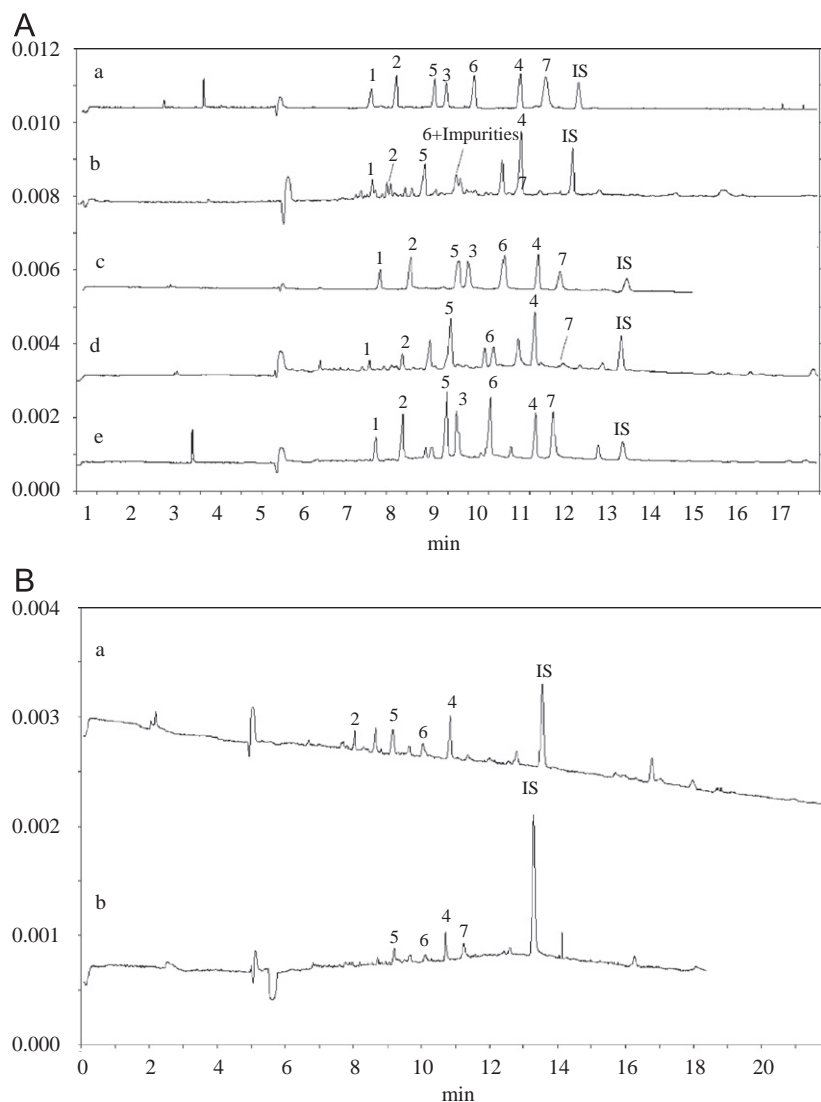 A
0.012
a
1 2 5 3 6 4 7 IS
0.010
6+Impurities 4 IS
b
1 2 5 7
0.008
c
1 2 5 3 6 4 7 IS
0.006
d
1 2 5 6 4 7 IS
0.004
e
1 2 5 3 6 4 7 IS
0.002
0.000
1 2 3 4 5 6 7 8 9 10 11 12 13 14 15 16 17
min
B
0.004
a
2 5 6 4 IS
0.003
IS
0.002
b
5 6 4 7
0.001
0.000
0 2 4 6 8 10 12 14 16 18 20
min